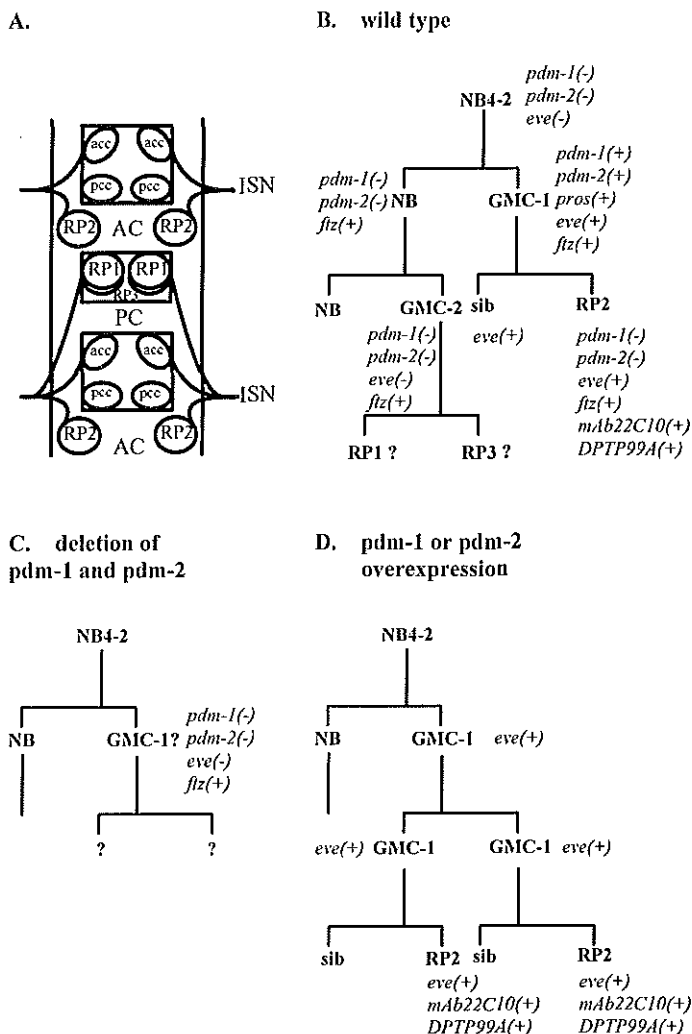 A.
acc acc
pcc pcc
ISN
RP2 AC RP2
RP1 RP1
RP3
PC
acc acc
pcc pcc
ISN
RP2 RP2
AC
B. wild type
pdm-1(-)
pdm-2(-)
eve(-)
NB4-2
pdm-1(-)
pdm-2(-)
ftz(+)
NB
GMC-1
pdm-1(+)
pdm-2(+)
pros(+)
eve(+)
ftz(+)
NB
GMC-2
pdm-1(-)
pdm-2(-)
eve(-)
ftz(+)
sib
eve(+)
RP2
pdm-1(-)
pdm-2(-)
eve(+)
ftz(+)
mAb22C10(+)
DPTP99A(+)
RP1 ?
RP3 ?
C. deletion of
pdm-1 and pdm-2
NB4-2
NB
GMC-1?
pdm-1(-)
pdm-2(-)
eve(-)
ftz(+)
? ?
D. pdm-1 or pdm-2
overexpression
NB4-2
NB
GMC-1 eve(+)
eve(+) GMC-1
GMC-1 eve(+)
sib
RP2
eve(+)
mAb22C10(+)
DPTP99A(+)
sib
RP2
eve(+)
mAb22C10(+)
DPTP99A(+)